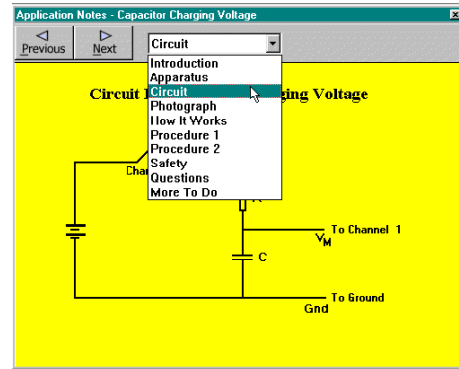 Application Notes - Capacitor Charging Voltage
Previous
Next
Circuit
Introduction
Apparatus
Circuit
Photograph
How It Works
Procedure 1
Procedure 2
Safety
Questions
More To Do
Circuit ging Voltage
To Channel 1
VM
C
To Ground
Gnd